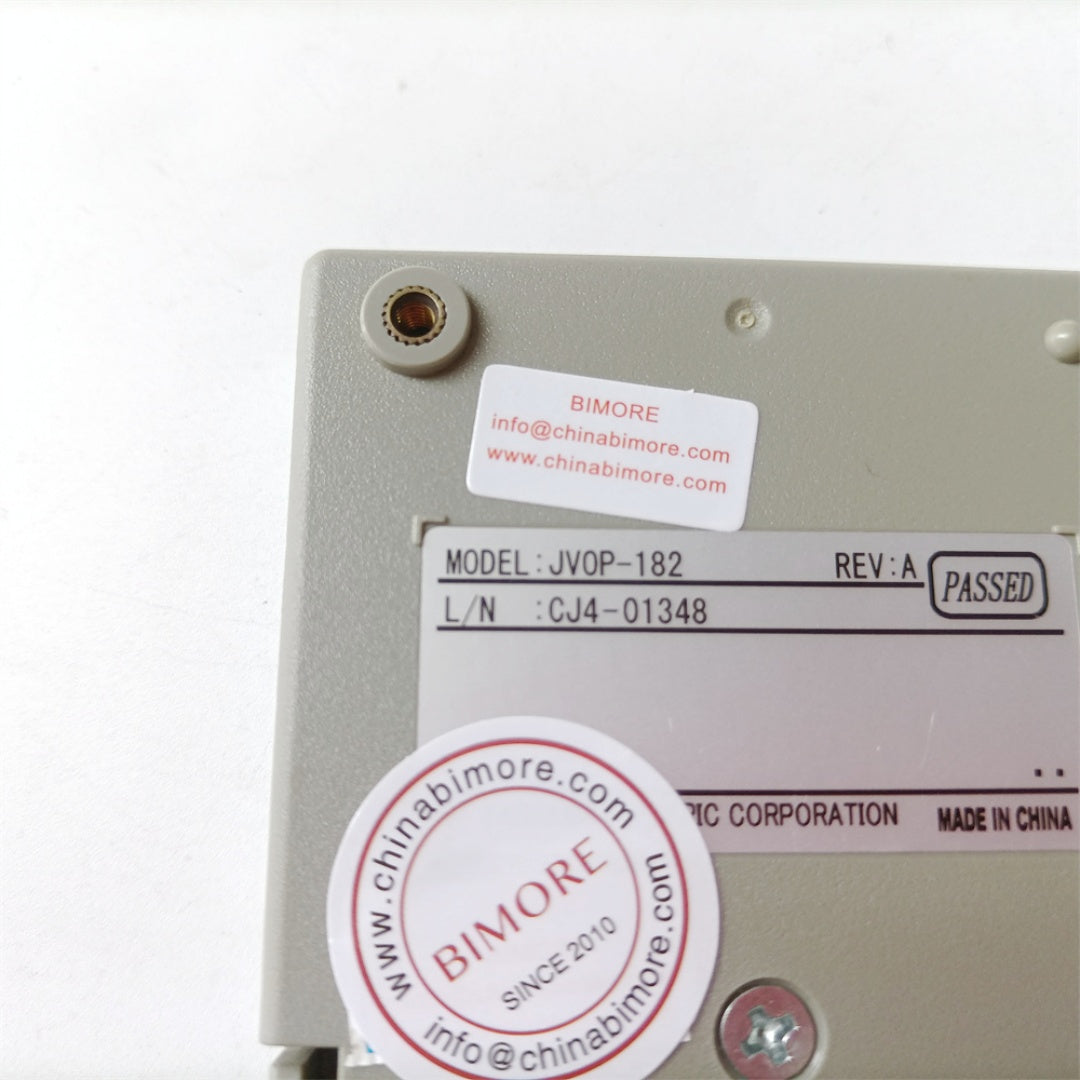 BIMORE
info@chinabimore.com
www.chinabimore.com
MODEL:JVOP-182 REV:A PASSED
L/N :CJ4-01348
CORPORATION MADE IN CHINA
www.chinabimore.com
BIMORE
SINCE 2010
info@chinabimore.com